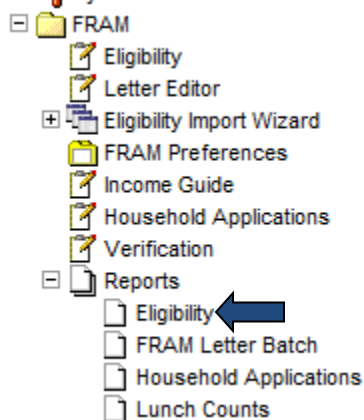 FRAM
Eligibility
Letter Editor
Eligibility Import Wizard
FRAM Preferences
Income Guide
Household Applications
Verification
Reports
Eligibility
FRAM Letter Batch
Household Applications
Lunch Counts